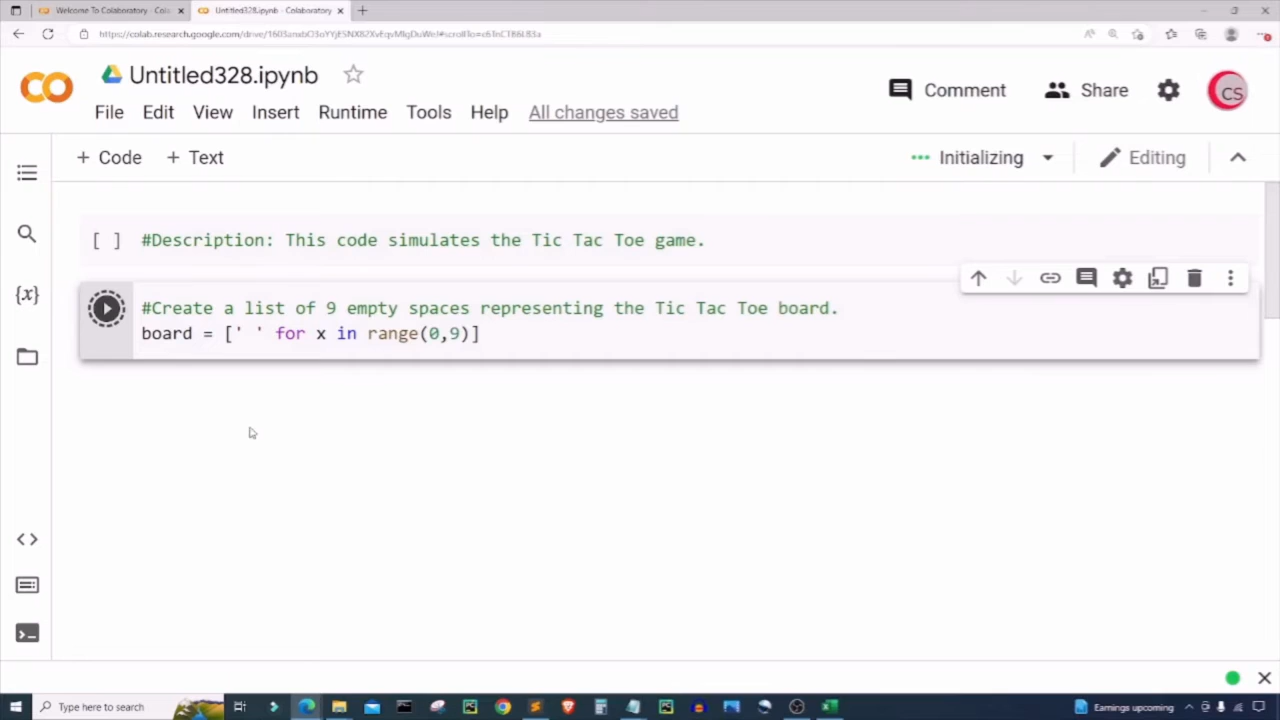 Welcome To Colaboratory - Cola
Untitled328.ipynb - Colaboratory
Untitled328.ipynb
Comment
Share
CS
File Edit View Insert Runtime Tools Help All changes saved
+ Code + Text
Initializing
Editing
[ ] #Description: This code simulates the Tic Tac Toe game.
{x}
#Create a list of 9 empty spaces representing the Tic Tac Toe board.
board = [' ' for x in range(0,9)]
Type here to search
Earnings upcoming